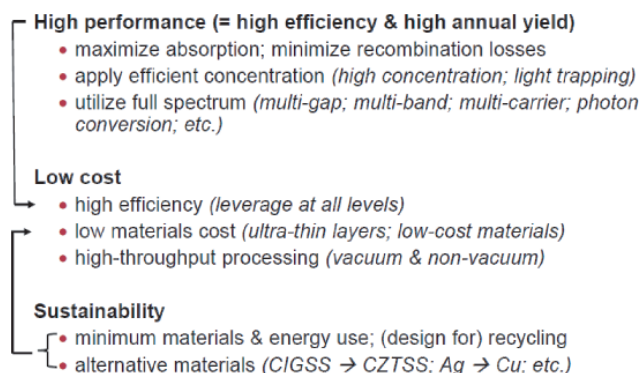 High performance (= high efficiency & high annual yield)
• maximize absorption; minimize recombination losses
• apply efficient concentration (high concentration; light trapping)
• utilize full spectrum (multi-gap; multi-band; multi-carrier; photon
conversion; etc.)
Low cost
• high efficiency (leverage at all levels)
• low materials cost (ultra-thin layers; low-cost materials)
• high-throughput processing (vacuum & non-vacuum)
Sustainability
• minimum materials & energy use; (design for) recycling
• alternative materials (CIGSS → CZTSS; Ag → Cu; etc.)